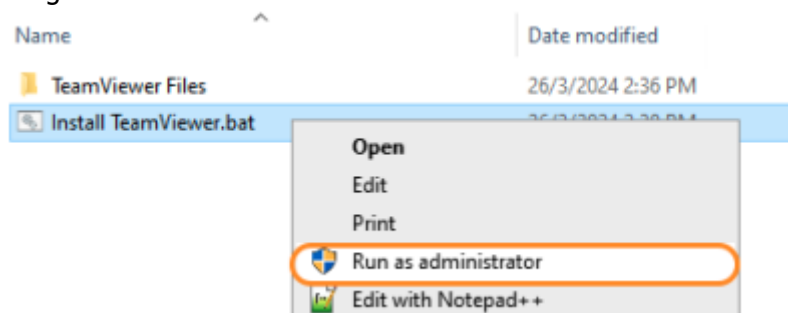 Name Date modified
TeamViewer Files 26/3/2024 2:36 PM
Install TeamViewer.bat
Open
Edit
Print
Run as administrator
Edit with Notepad++